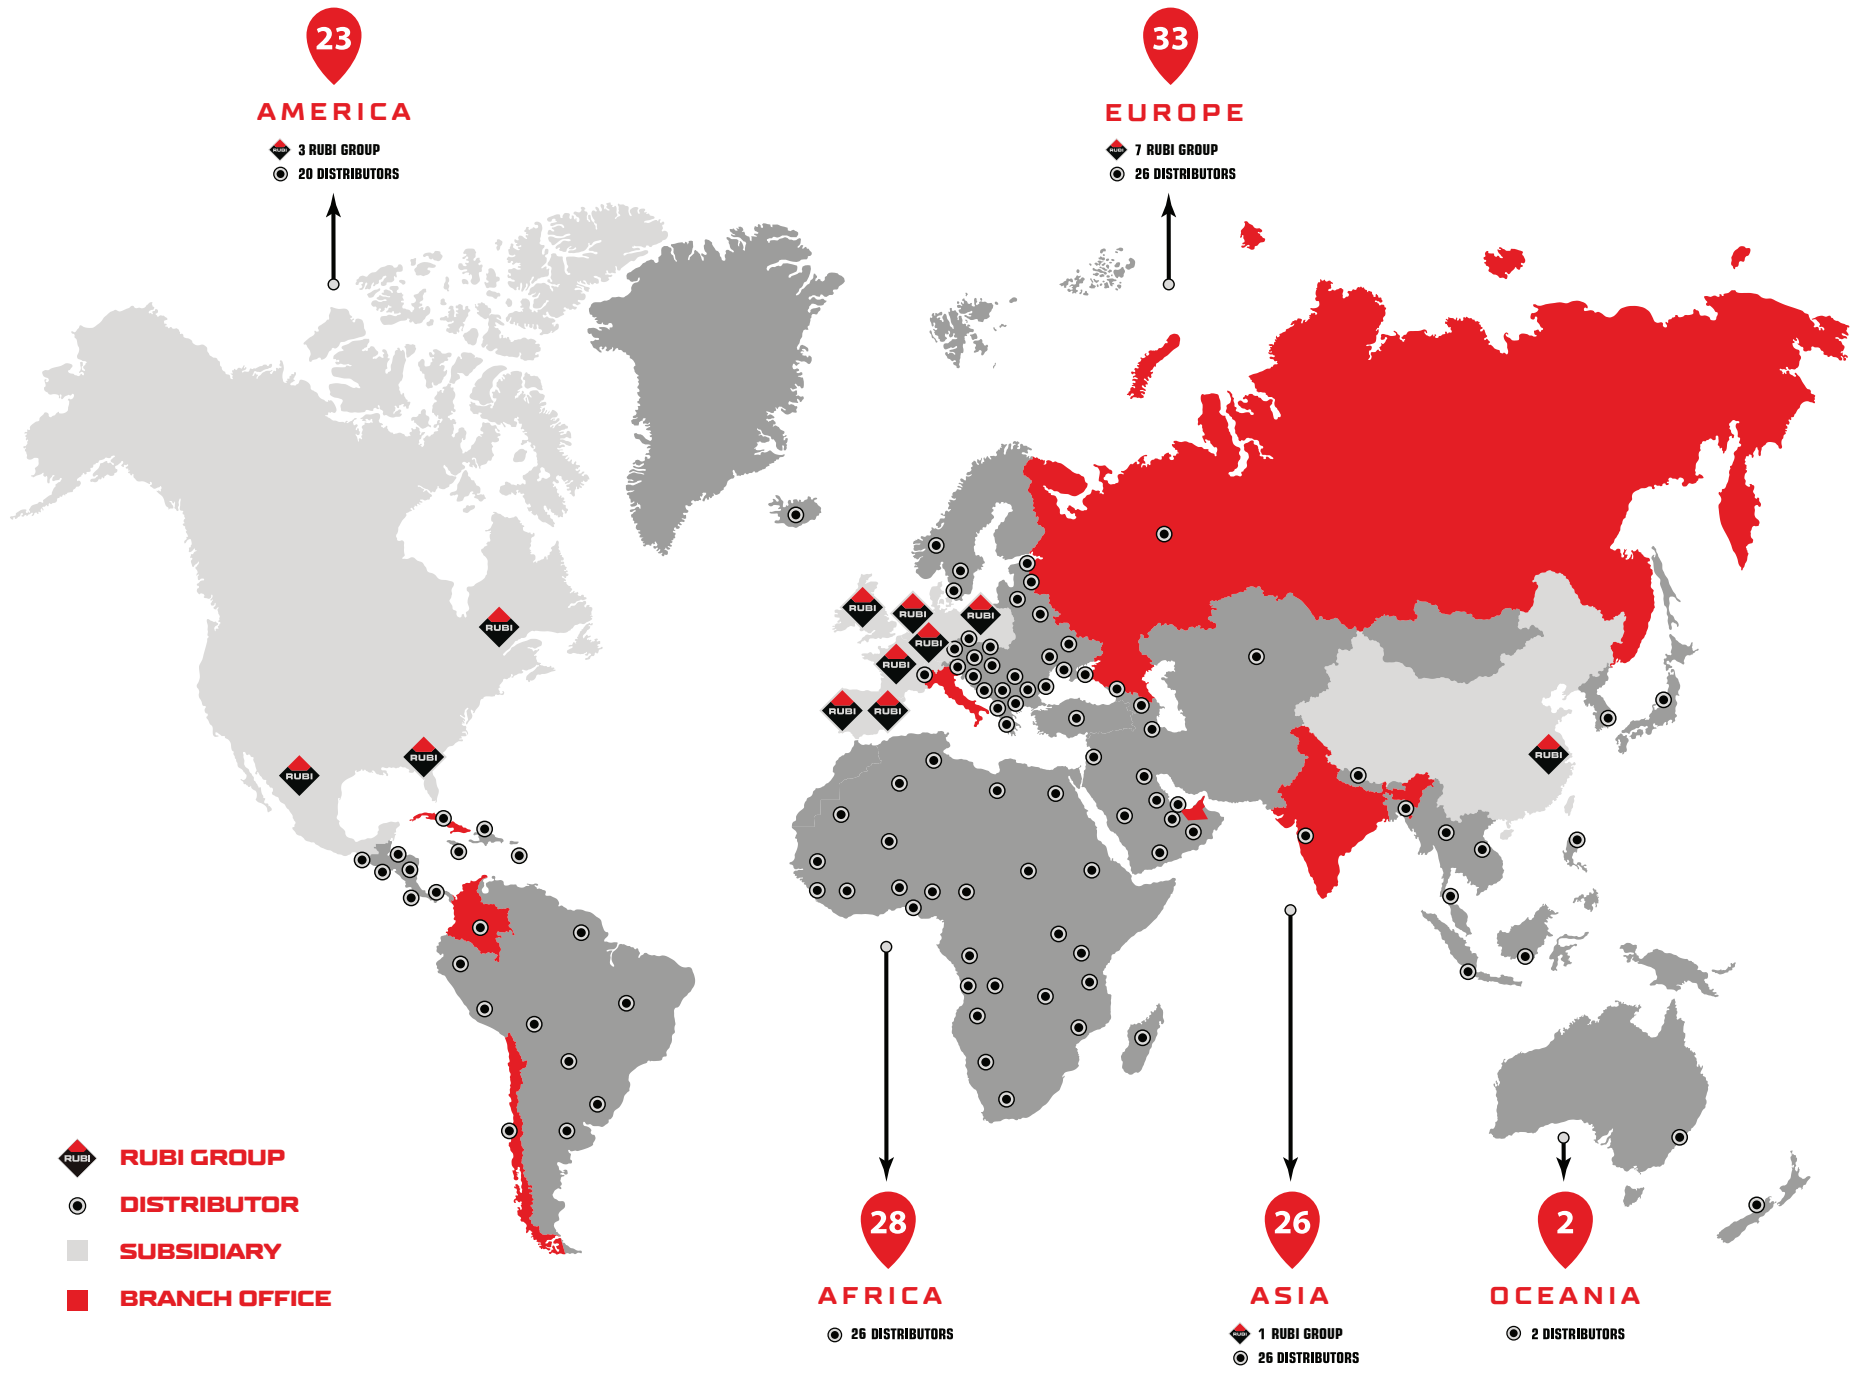 23
AMERICA
RUBI 3 RUBI GROUP
20 DISTRIBUTORS
33
EUROPE
RUBI 7 RUBI GROUP
26 DISTRIBUTORS
RUBI
RUBI
RUBI
RUBI
RUBI
RUBI
RUBI
RUBI
RUBI
RUBI
RUBI
RUBI RUBI GROUP
DISTRIBUTOR
SUBSIDIARY
BRANCH OFFICE
28
AFRICA
26 DISTRIBUTORS
26
ASIA
RUBI 1 RUBI GROUP
26 DISTRIBUTORS
2
OCEANIA
2 DISTRIBUTORS